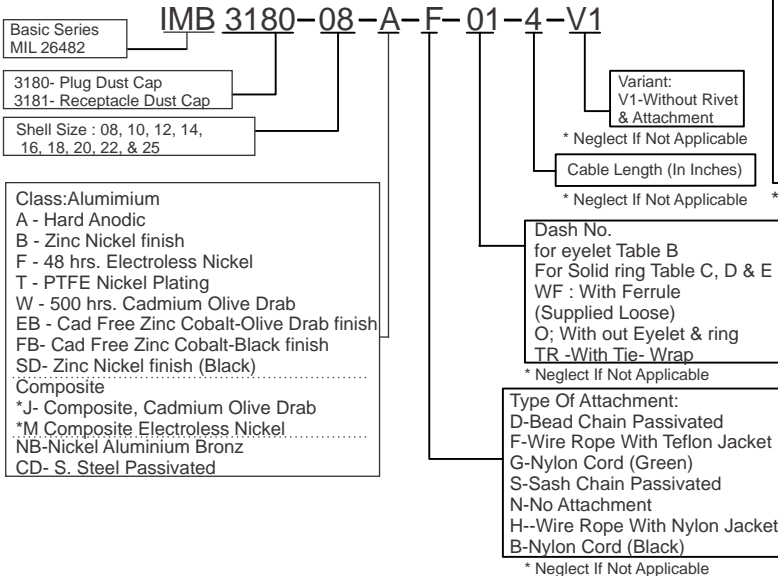 IMB 3180-08-A-F-01-4-V1
Basic Series
MIL 26482
3180- Plug Dust Cap
3181- Receptacle Dust Cap
Shell Size : 08, 10, 12, 14,
16, 18, 20, 22, & 25
Class:Alumimium
A - Hard Anodic
B - Zinc Nickel finish
F - 48 hrs. Electroless Nickel
T - PTFE Nickel Plating
W - 500 hrs. Cadmium Olive Drab
EB - Cad Free Zinc Cobalt-Olive Drab finish
FB- Cad Free Zinc Cobalt-Black finish
SD- Zinc Nickel finish (Black)
Composite
*J- Composite, Cadmium Olive Drab
*M Composite Electroless Nickel
NB-Nickel Aluminium Bronz
CD- S. Steel Passivated
Variant:
V1-Without Rivet
& Attachment
* Neglect If Not Applicable
Cable Length (In Inches)
* Neglect If Not Applicable
*
Dash No.
for eyelet Table B
For Solid ring Table C, D & E
WF : With Ferrule
(Supplied Loose)
O; With out Eyelet & ring
TR -With Tie- Wrap
* Neglect If Not Applicable
Type Of Attachment:
D-Bead Chain Passivated
F-Wire Rope With Teflon Jacket
G-Nylon Cord (Green)
S-Sash Chain Passivated
N-No Attachment
H--Wire Rope With Nylon Jacket
B-Nylon Cord (Black)
* Neglect If Not Applicable